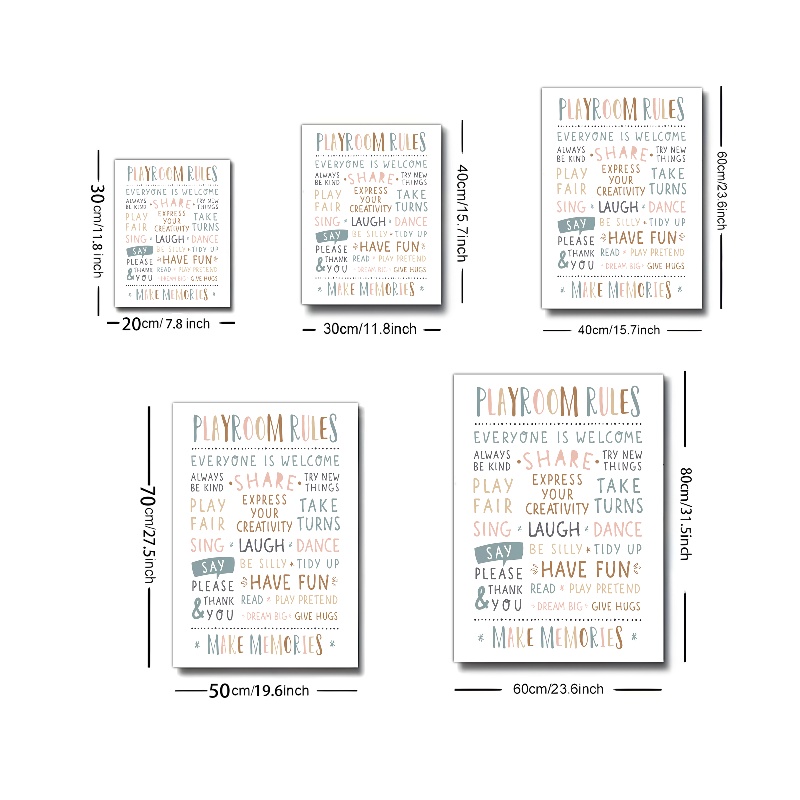 PLAYROOM RULES
EVERYONE IS WELCOME
ALWAYS
BE KIND
SHARE
TRY NEW
THINGS
PLAY
FAIR
EXPRESS
YOUR
CREATIVITY
TAKE
TURNS
SING * LAUGH * DANCE
SAY
PLEASE
& THANK
YOU
BE SILLY * TIDY UP
HAVE FUN
READ * PLAY PRETEND
DREAM BIG * GIVE HUGS
* MAKE MEMORIES *
30cm/11.8 inch
20cm/ 7.8 inch
PLAYROOM RULES
EVERYONE IS WELCOME
ALWAYS
BE KIND
SHARE
TRY NEW
THINGS
PLAY
FAIR
EXPRESS
YOUR
CREATIVITY
TAKE
TURNS
SING * LAUGH * DANCE
SAY
PLEASE
& THANK
YOU
BE SILLY * TIDY UP
HAVE FUN
READ * PLAY PRETEND
DREAM BIG * GIVE HUGS
* MAKE MEMORIES *
40cm/15.7inch
30cm/11.8inch
PLAYROOM RULES
EVERYONE IS WELCOME
ALWAYS
BE KIND
SHARE
TRY NEW
THINGS
PLAY
FAIR
EXPRESS
YOUR
CREATIVITY
TAKE
TURNS
SING * LAUGH * DANCE
SAY
PLEASE
& THANK
YOU
BE SILLY * TIDY UP
HAVE FUN
READ * PLAY PRETEND
DREAM BIG * GIVE HUGS
* MAKE MEMORIES *
60cm/23.6inch
40cm/15.7inch
PLAYROOM RULES
EVERYONE IS WELCOME
ALWAYS
BE KIND
SHARE
TRY NEW
THINGS
PLAY
FAIR
EXPRESS
YOUR
CREATIVITY
TAKE
TURNS
SING * LAUGH * DANCE
SAY
PLEASE
& THANK
YOU
BE SILLY * TIDY UP
HAVE FUN
READ * PLAY PRETEND
DREAM BIG * GIVE HUGS
* MAKE MEMORIES *
70cm/27.5inch
50cm/19.6inch
PLAYROOM RULES
EVERYONE IS WELCOME
ALWAYS
BE KIND
SHARE
TRY NEW
THINGS
PLAY
FAIR
EXPRESS
YOUR
CREATIVITY
TAKE
TURNS
SING * LAUGH * DANCE
SAY
PLEASE
& THANK
YOU
BE SILLY * TIDY UP
HAVE FUN
READ * PLAY PRETEND
DREAM BIG * GIVE HUGS
* MAKE MEMORIES *
80cm/31.5inch
60cm/23.6inch